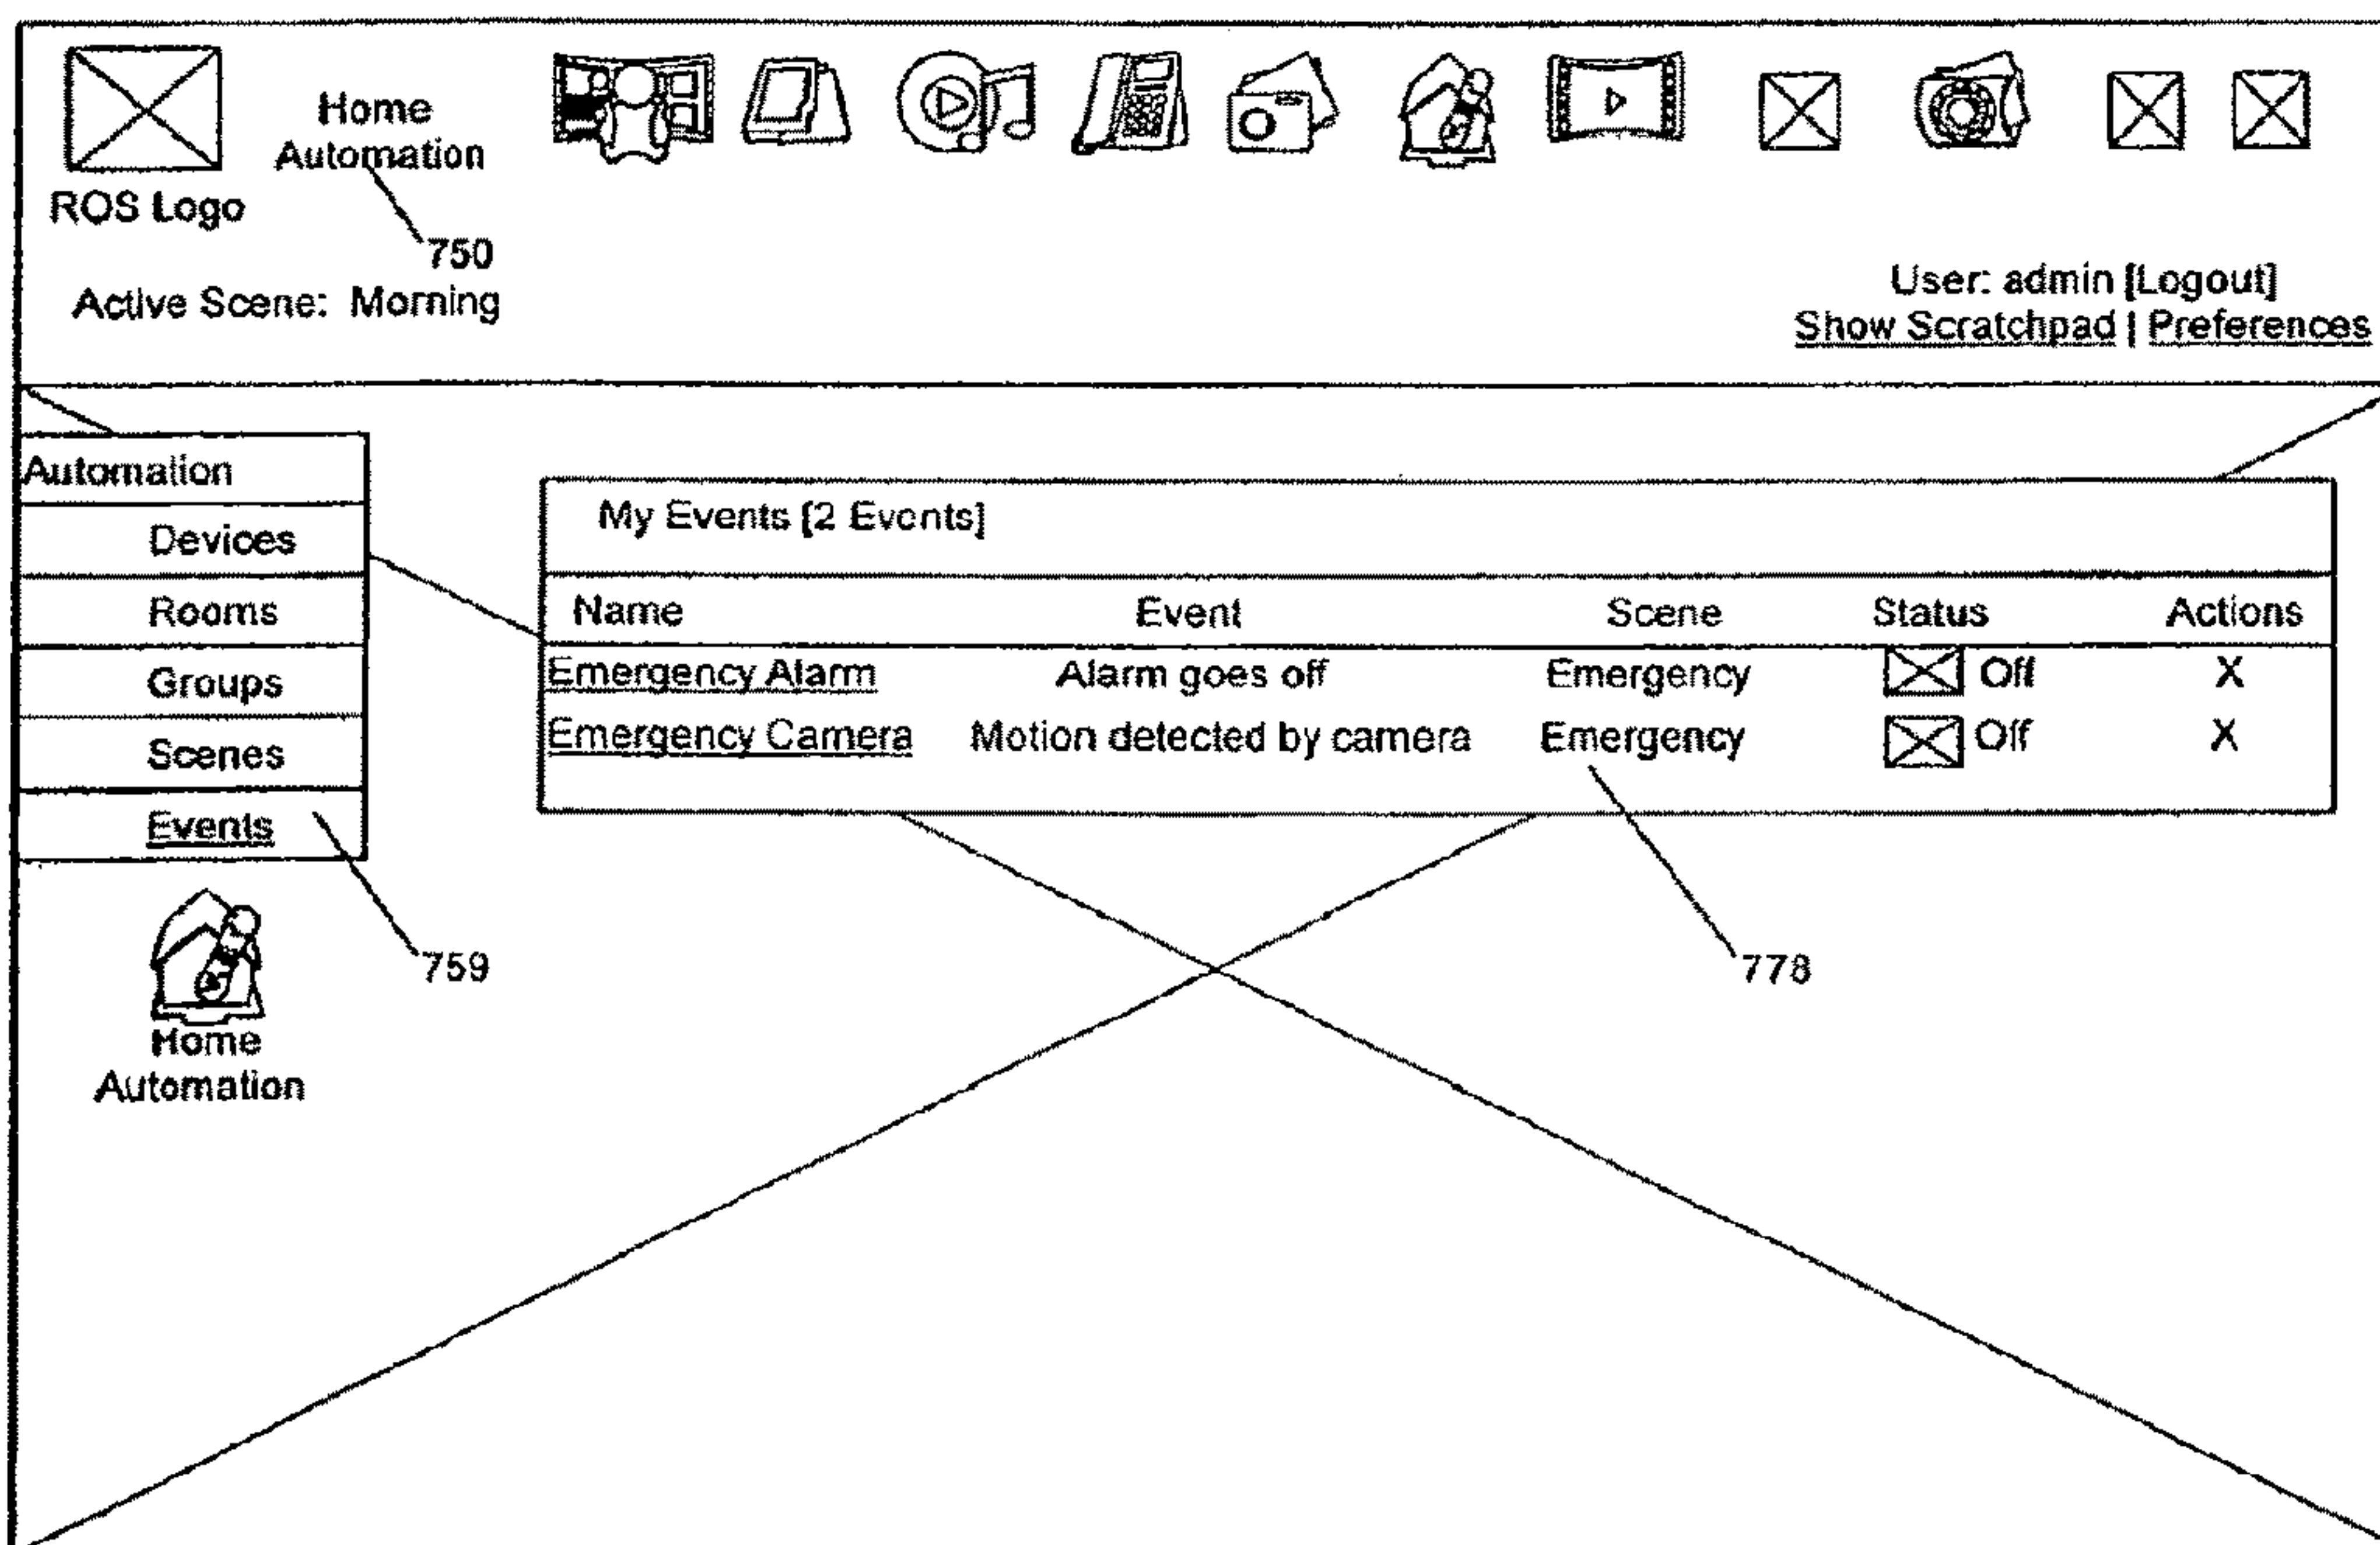 Home
Automation
ROS Logo
750
Active Scene: Morning
User: admin [Logout]
Show Scratchpad | Preferences
Automation
Devices
Rooms
Groups
Scenes
Events
759
Home
Automation
My Events [2 Events]
Name Event Scene Status Actions
Emergency Alarm Alarm goes off Emergency Off X
Emergency Camera Motion detected by camera Emergency Off X
778